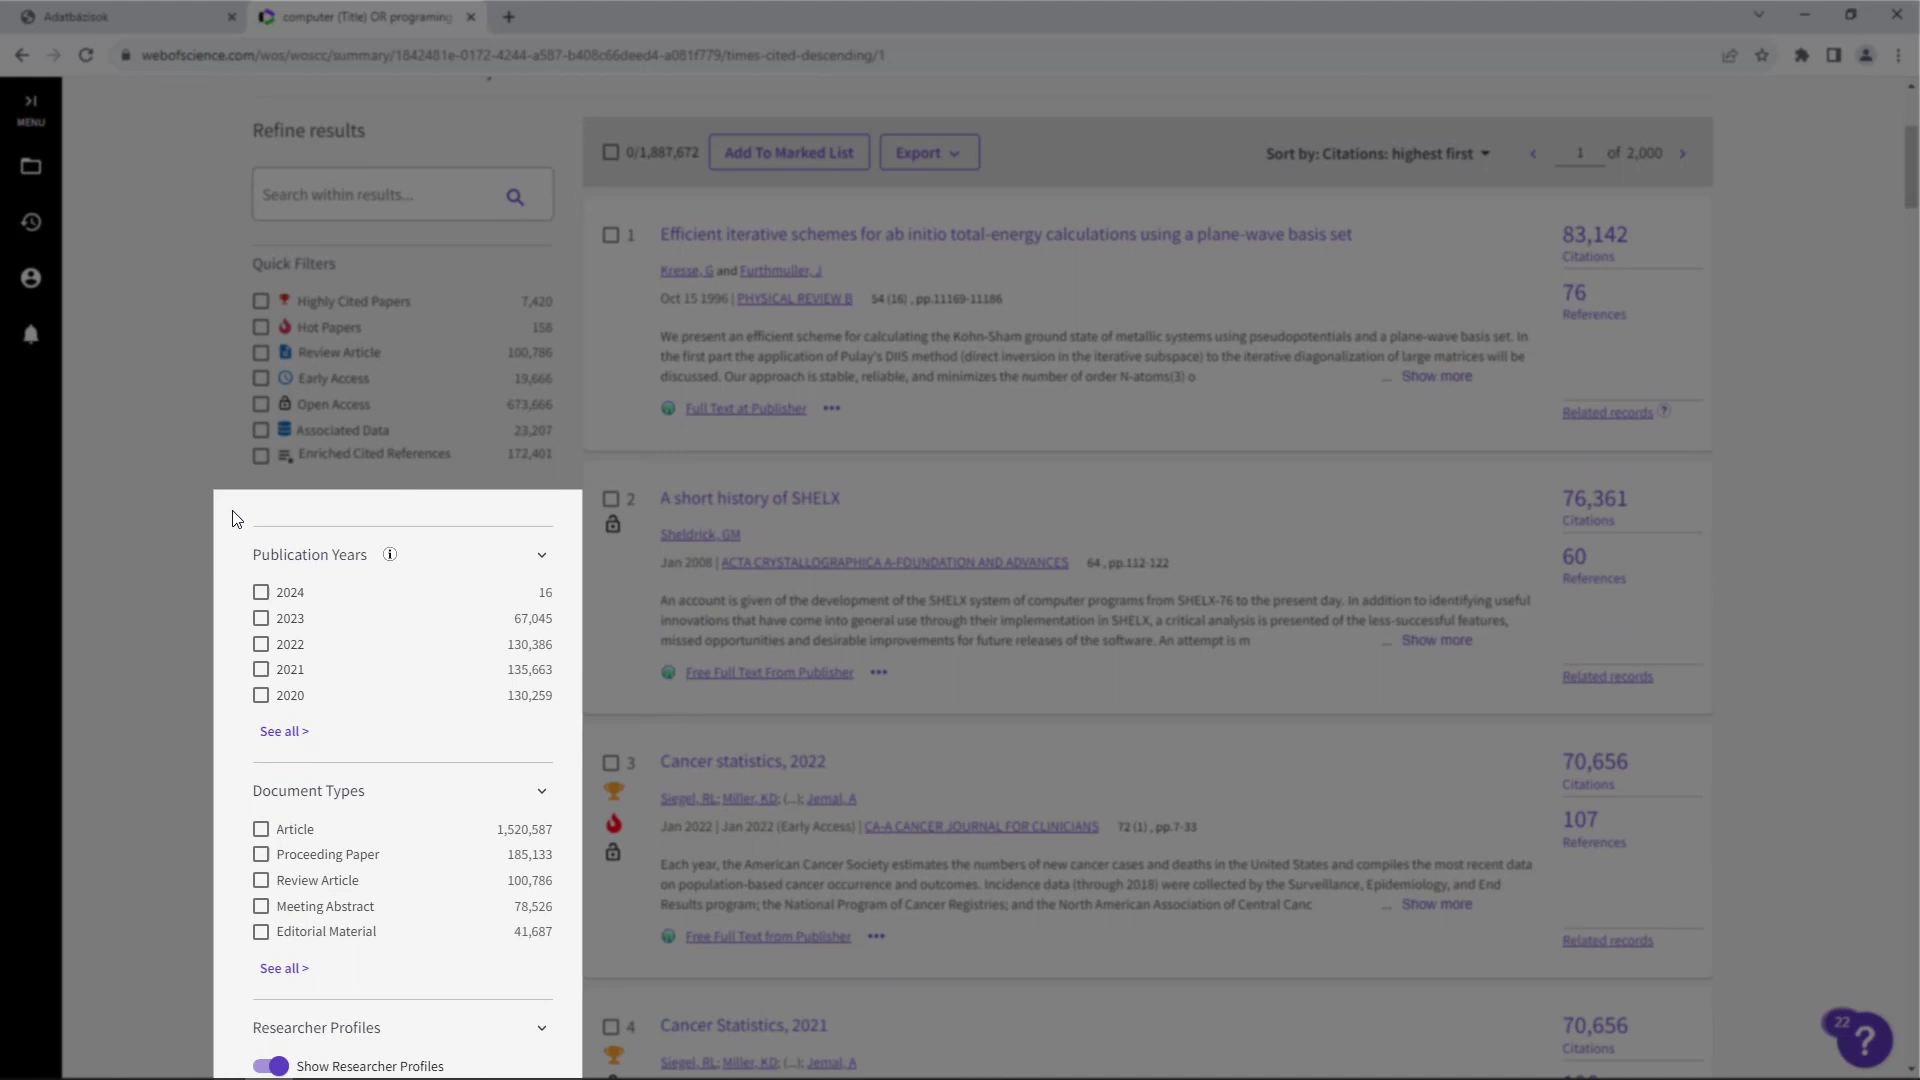 Adatbázisok
computer (Title) OR programing
webofscience.com/wos/woscc/summary/1842481e-0172-4244-a587-b408c66deed4-a081f779/times-cited-descending/1
MENU
Refine results
Search within results...
Quick Filters
Highly Cited Papers 7,420
Hot Papers 158
Review Article 100,786
Early Access 19,666
Open Access 673,666
Associated Data 23,207
Enriched Cited References 172,401
Publication Years
2024 16
2023 67,045
2022 130,386
2021 135,663
2020 130,259
See all >
Document Types
Article 1,520,587
Proceeding Paper 185,133
Review Article 100,786
Meeting Abstract 78,526
Editorial Material 41,687
See all >
Researcher Profiles
Show Researcher Profiles
0/1,887,672 Add To Marked List Export Sort by: Citations: highest first 1 of 2,000
1 Efficient iterative schemes for ab initio total-energy calculations using a plane-wave basis set
Kresse, G and Furthmuller, J
Oct 15 1996 | PHYSICAL REVIEW B 54 (16) , pp.11169-11186
We present an efficient scheme for calculating the Kohn-Sham ground state of metallic systems using pseudopotentials and a plane-wave basis set. In
the first part the application of Pulay's DIIS method (direct inversion in the iterative subspace) to the iterative diagonalization of large matrices will be
discussed. Our approach is stable, reliable, and minimizes the number of order N-atoms(3) o ... Show more
Full Text at Publisher •••
83,142
Citations
76
References
Related records ?
2 A short history of SHELX
Sheldrick, GM
Jan 2008 | ACTA CRYSTALLOGRAPHICA A-FOUNDATION AND ADVANCES 64 , pp.112-122
An account is given of the development of the SHELX system of computer programs from SHELX-76 to the present day. In addition to identifying useful
innovations that have come into general use through their implementation in SHELX, a critical analysis is presented of the less-successful features,
missed opportunities and desirable improvements for future releases of the software. An attempt is m ... Show more
Free Full Text From Publisher •••
76,361
Citations
60
References
Related records
3 Cancer statistics, 2022
Siegel, RL; Miller, KD; (...); Jemal, A
Jan 2022 | Jan 2022 (Early Access) | CA-A CANCER JOURNAL FOR CLINICIANS 72 (1) , pp.7-33
Each year, the American Cancer Society estimates the numbers of new cancer cases and deaths in the United States and compiles the most recent data
on population-based cancer occurrence and outcomes. Incidence data (through 2018) were collected by the Surveillance, Epidemiology, and End
Results program; the National Program of Cancer Registries; and the North American Association of Central Canc ... Show more
Free Full Text from Publisher •••
70,656
Citations
107
References
Related records
4 Cancer Statistics, 2021
Siegel, RL; Miller, KD; (...); Jemal, A
70,656
Citations
22
?